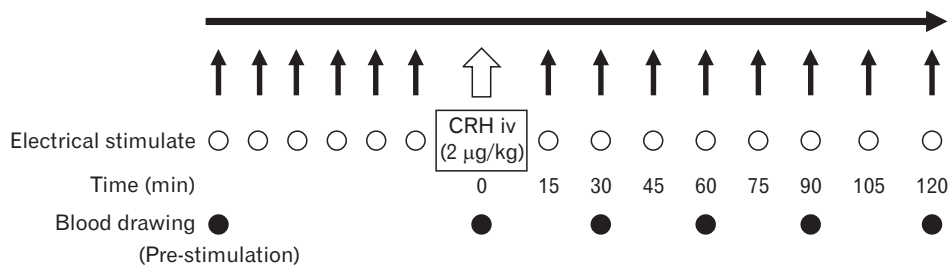 CRH iv
(2 μg/kg)
Electrical stimulate
Time (min) 0 15 30 45 60 75 90 105 120
Blood drawing
(Pre-stimulation)